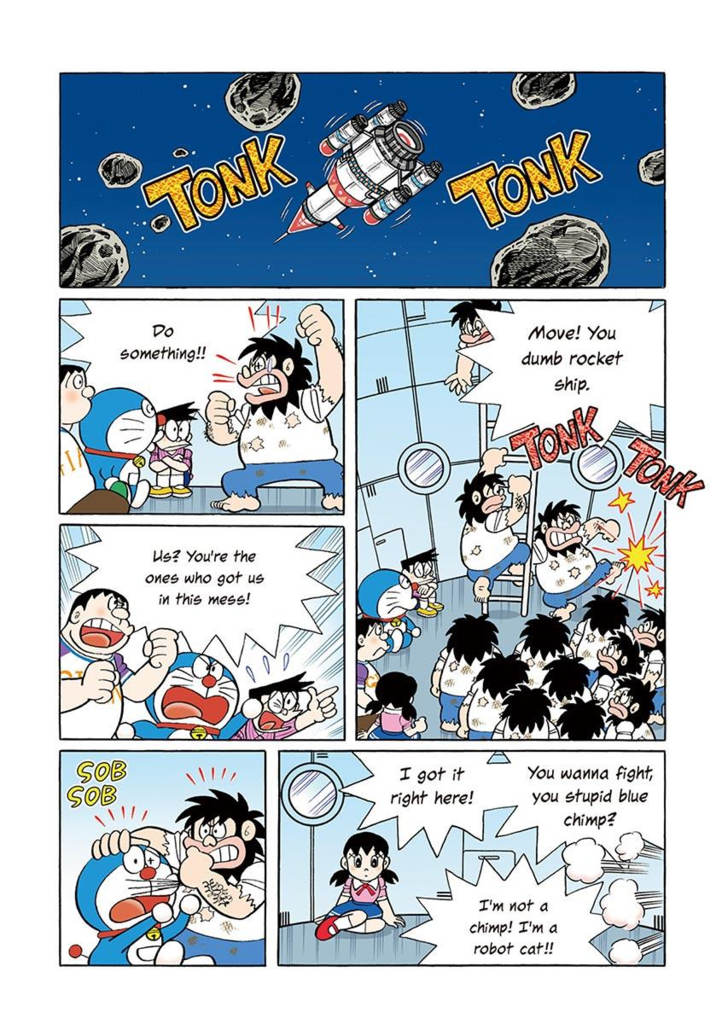 TONK
TONK
Do
something!!
Move! You
dumb rocket
ship.
TONK
TONK
Us? You're the
ones who got us
in this mess!
SOB
SOB
I got it
right here!
You wanna fight,
you stupid blue
chimp?
I'm not a
chimp! I'm a
robot cat!!